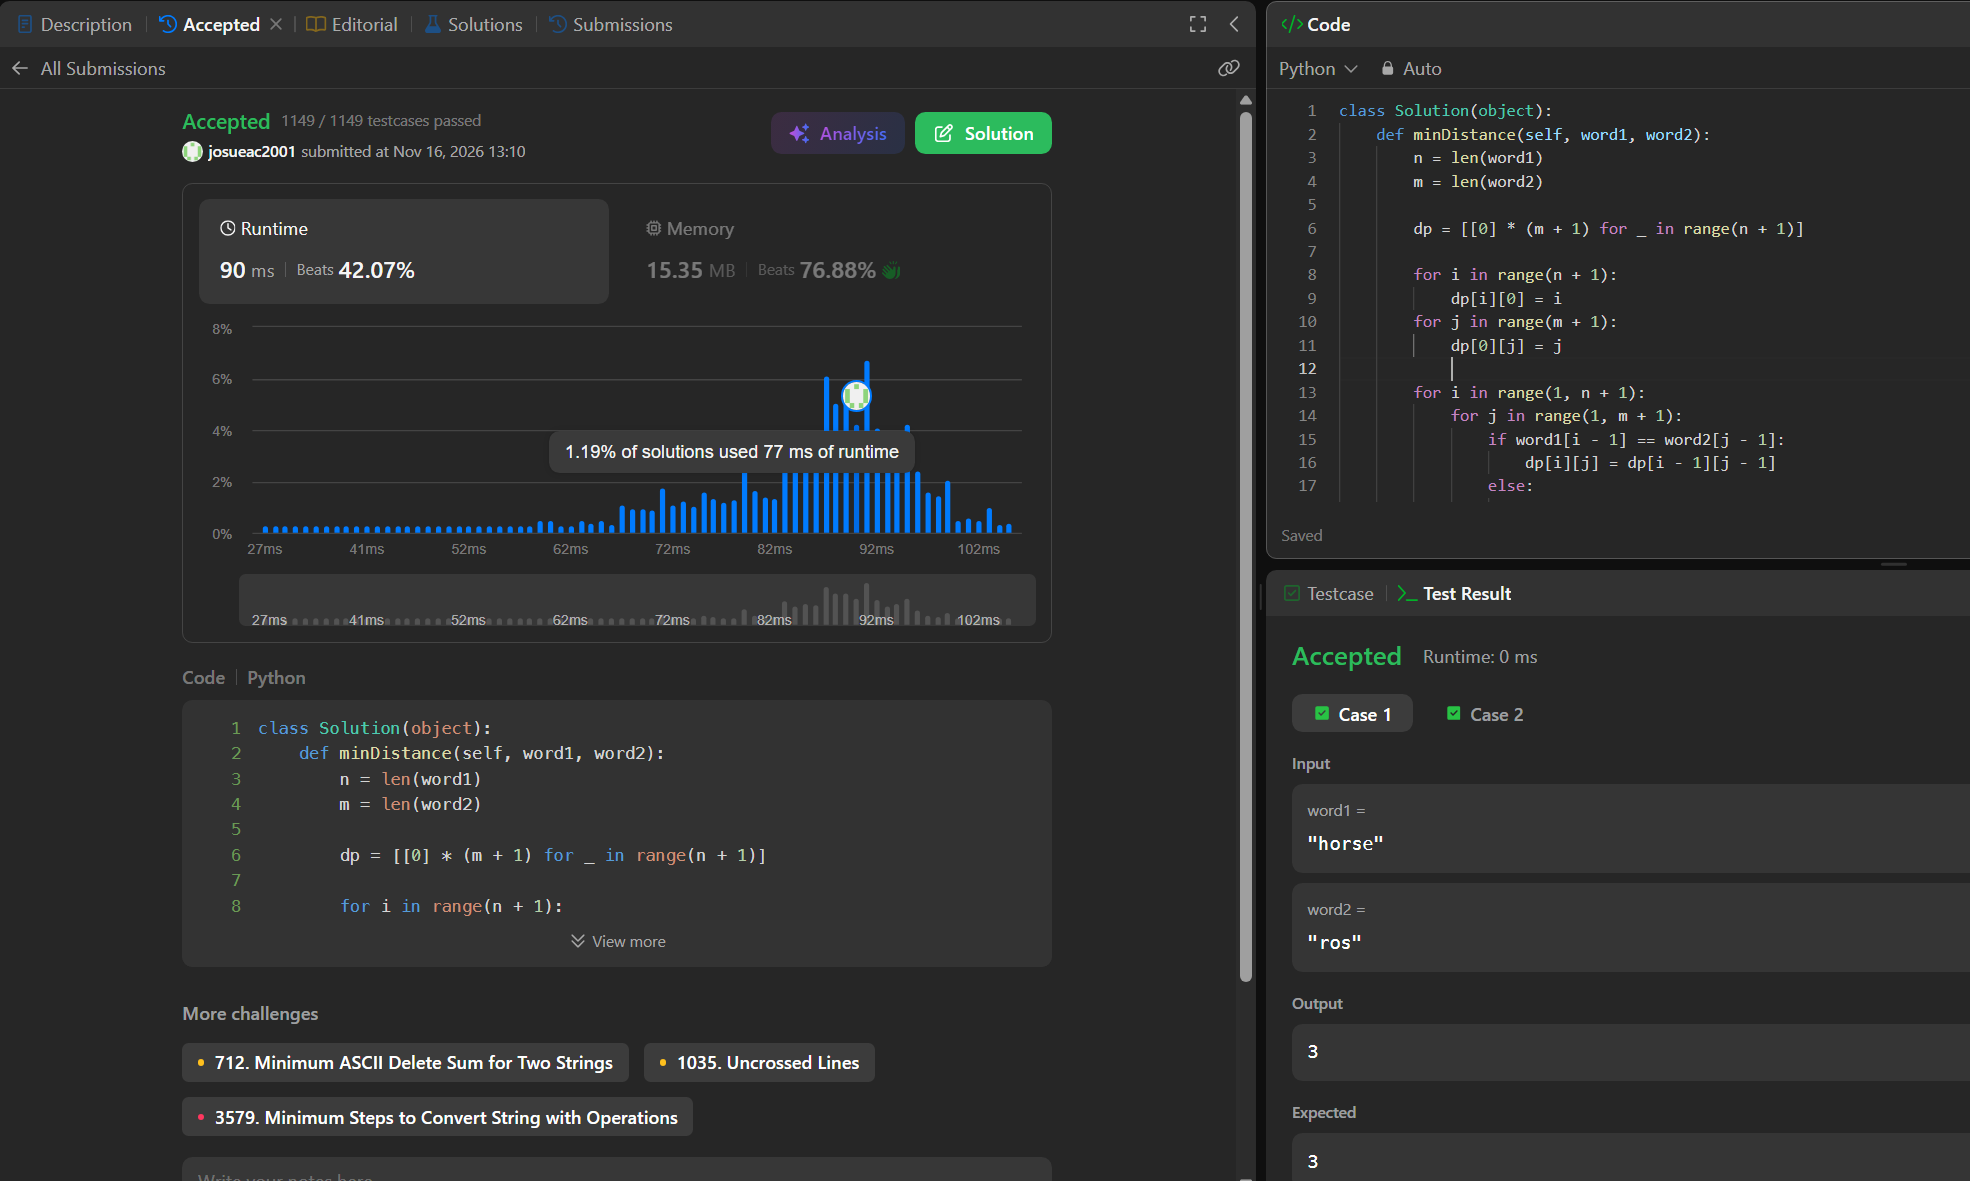 Description
Accepted
Editorial
Solutions
Submissions
All Submissions
Accepted 1149 / 1149 testcases passed
josueac2001 submitted at Nov 16, 2026 13:10
Analysis
Solution
Runtime
90 ms Beats 42.07%
Memory
15.35 MB Beats 76.88%
8%
6%
4%
2%
0%
1.19% of solutions used 77 ms of runtime
27ms 41ms 52ms 62ms 72ms 82ms 92ms 102ms
27ms 41ms 52ms 62ms 72ms 82ms 92ms 102ms
Code Python
1 class Solution(object):
2     def minDistance(self, word1, word2):
3         n = len(word1)
4         m = len(word2)
5
6         dp = [[0] * (m + 1) for _ in range(n + 1)]
7
8         for i in range(n + 1):
View more
More challenges
712. Minimum ASCII Delete Sum for Two Strings
1035. Uncrossed Lines
3579. Minimum Steps to Convert String with Operations
Write your notes here
</> Code
Python Auto
1 class Solution(object):
2     def minDistance(self, word1, word2):
3         n = len(word1)
4         m = len(word2)
5
6         dp = [[0] * (m + 1) for _ in range(n + 1)]
7
8         for i in range(n + 1):
9             dp[i][0] = i
10         for j in range(m + 1):
11             dp[0][j] = j
12
13         for i in range(1, n + 1):
14             for j in range(1, m + 1):
15                 if word1[i - 1] == word2[j - 1]:
16                     dp[i][j] = dp[i - 1][j - 1]
17                 else:
Saved
Testcase
Test Result
Accepted Runtime: 0 ms
Case 1
Case 2
Input
word1 =
"horse"
word2 =
"ros"
Output
3
Expected
3